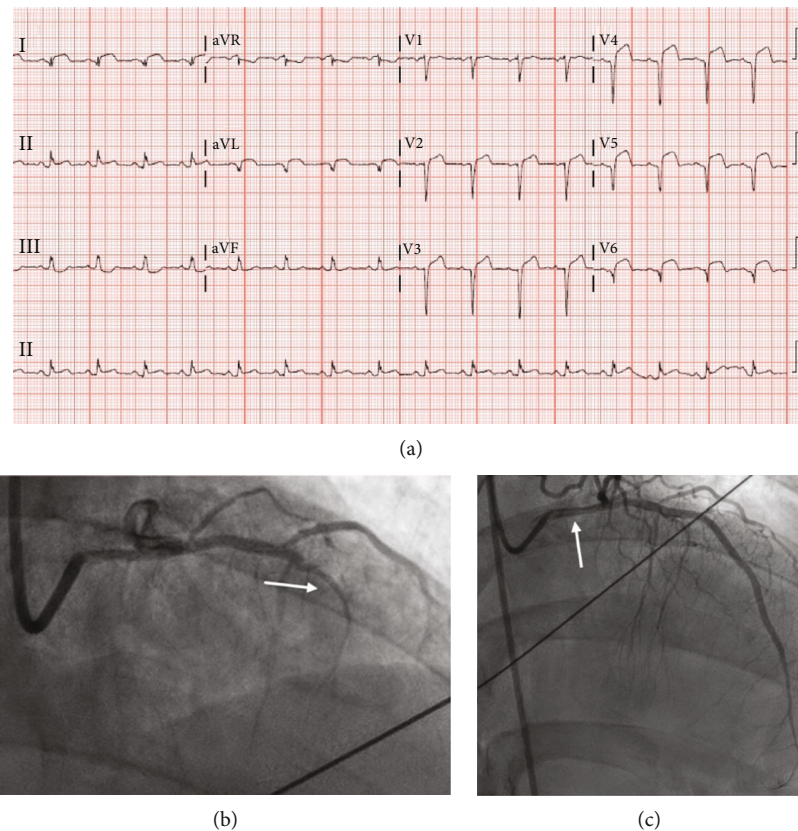 I aVR V1 V4
II aVL V2 V5
III aVF V3 V6
II
(a)
(b) (c)